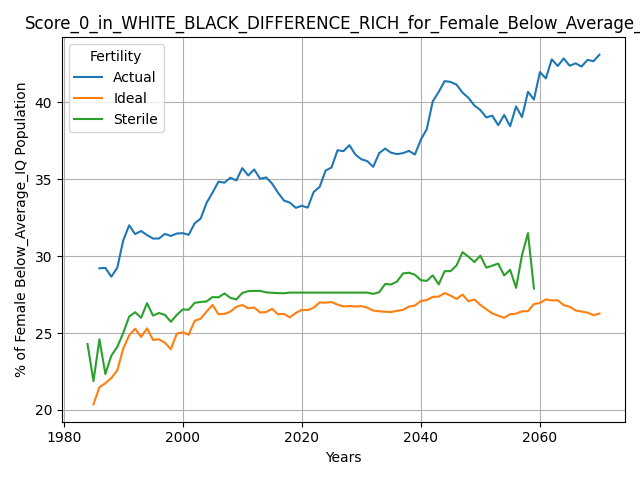 Score_0_in_WHITE_BLACK_DIFFERENCE_RICH_for_Female_Below_Average_
Fertility
Actual
Ideal
Sterile
% of Female Below_Average_IQ Population
40
35
30
25
20
1980
2000
2020
2040
2060
Years